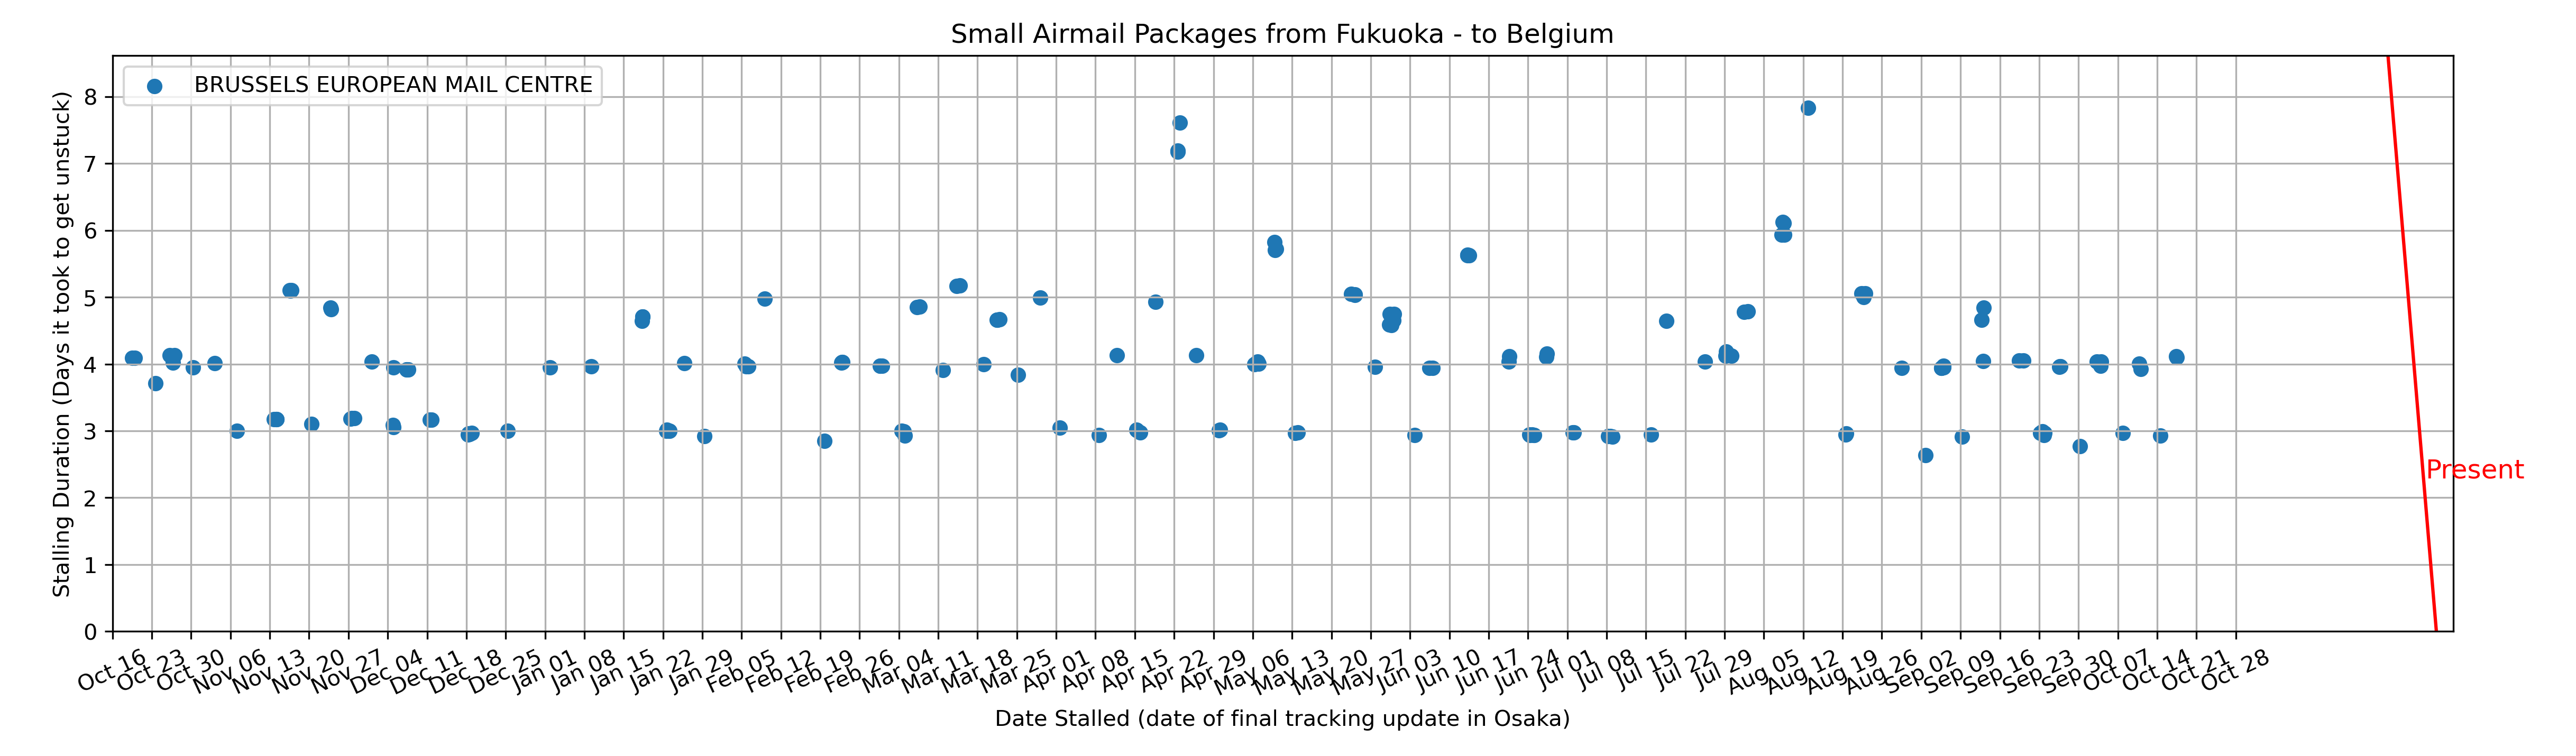 Small Airmail Packages from Fukuoka - to Belgium
BRUSSELS EUROPEAN MAIL CENTRE
Stalling Duration (Days it took to get unstuck)
8
7
6
5
4
3
2
1
0
Present
Oct 16
Oct 23
Oct 30
Nov 06
Nov 13
Nov 20
Nov 27
Dec 04
Dec 11
Dec 18
Dec 25
Jan 01
Jan 08
Jan 15
Jan 22
Jan 29
Feb 05
Feb 12
Feb 19
Feb 26
Mar 04
Mar 11
Mar 18
Mar 25
Apr 01
Apr 08
Apr 15
Apr 22
Apr 29
May 06
May 13
May 20
May 27
Jun 03
Jun 10
Jun 17
Jun 24
Jul 01
Jul 08
Jul 15
Jul 22
Jul 29
Aug 05
Aug 12
Aug 19
Aug 26
Sep 02
Sep 09
Sep 16
Sep 23
Sep 30
Oct 07
Oct 14
Oct 21
Oct 28
Date Stalled (date of final tracking update in Osaka)